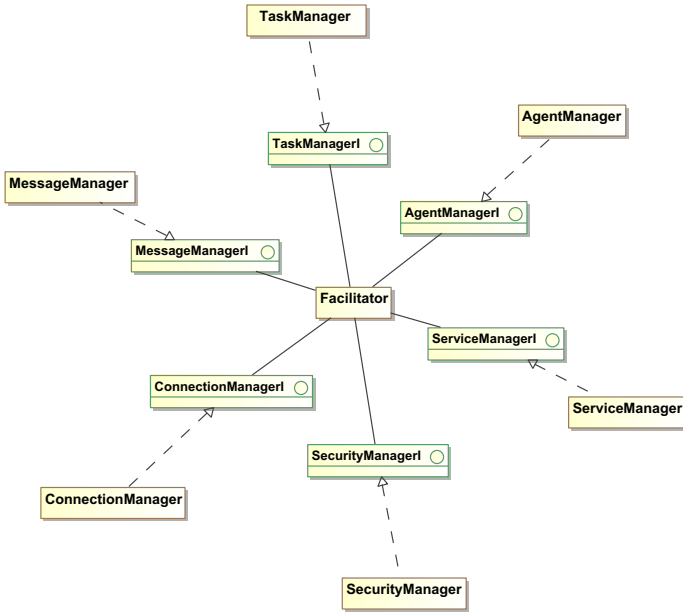 TaskManager
AgentManager
TaskManagerI
MessageManager
AgentManagerI
MessageManagerI
Facilitator
ServiceManagerI
ConnectionManagerI
ServiceManager
SecurityManagerI
ConnectionManager
SecurityManager